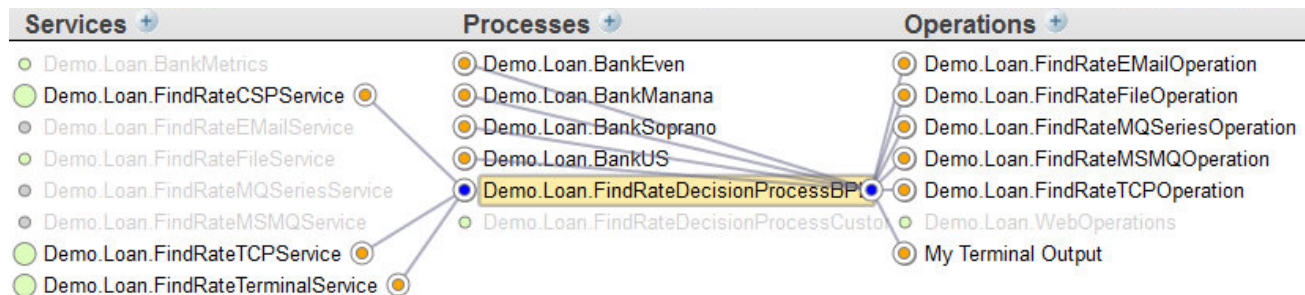 Services
Processes
Operations
Demo.Loan.BankMetrics
Demo.Loan.FindRateCSPService
Demo.Loan.FindRateEMailService
Demo.Loan.FindRateFileService
Demo.Loan.FindRateMQSeriesService
Demo.Loan.FindRateMSMQService
Demo.Loan.FindRateTCPService
Demo.Loan.FindRateTerminalService
Demo.Loan.BankEven
Demo.Loan.BankManana
Demo.Loan.BankSoprano
Demo.Loan.BankUS
Demo.Loan.FindRateDecisionProcessBP
Demo.Loan.FindRateDecisionProcessCusto
Demo.Loan.FindRateEMailOperation
Demo.Loan.FindRateFileOperation
Demo.Loan.FindRateMQSeriesOperation
Demo.Loan.FindRateMSMQOperation
Demo.Loan.FindRateTCPOperation
Demo.Loan.WebOperations
My Terminal Output